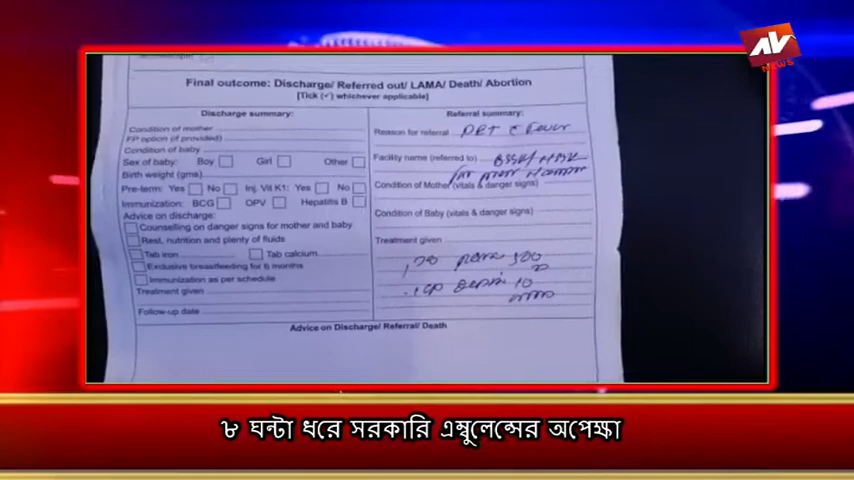 AV
NEWS
Final outcome: Discharge/ Referred out/ LAMA/ Death/ Abortion
[Tick (✓) whichever applicable]
Discharge summary:
Condition of mother
FP option (if provided)
Condition of baby
Sex of baby: Boy Girl Other
Birth weight (gms)
Pre-term: Yes No Inj. Vit K1: Yes No
Immunization: BCG OPV Hepatitis B
Advice on discharge:
Counselling on danger signs for mother and baby
Rest, nutrition and plenty of fluids
Tab iron Tab calcium
Exclusive breastfeeding for 6 months
Immunization as per schedule
Treatment given
Follow-up date
Referral summary:
Reason for referral
Facility name (referred to)
Condition of Mother (vitals & danger signs)
Condition of Baby (vitals & danger signs)
Treatment given
Advice on Discharge/ Referral/ Death
৮ ঘন্টা ধরে সরকারি এম্বুলেন্সের অপেক্ষা